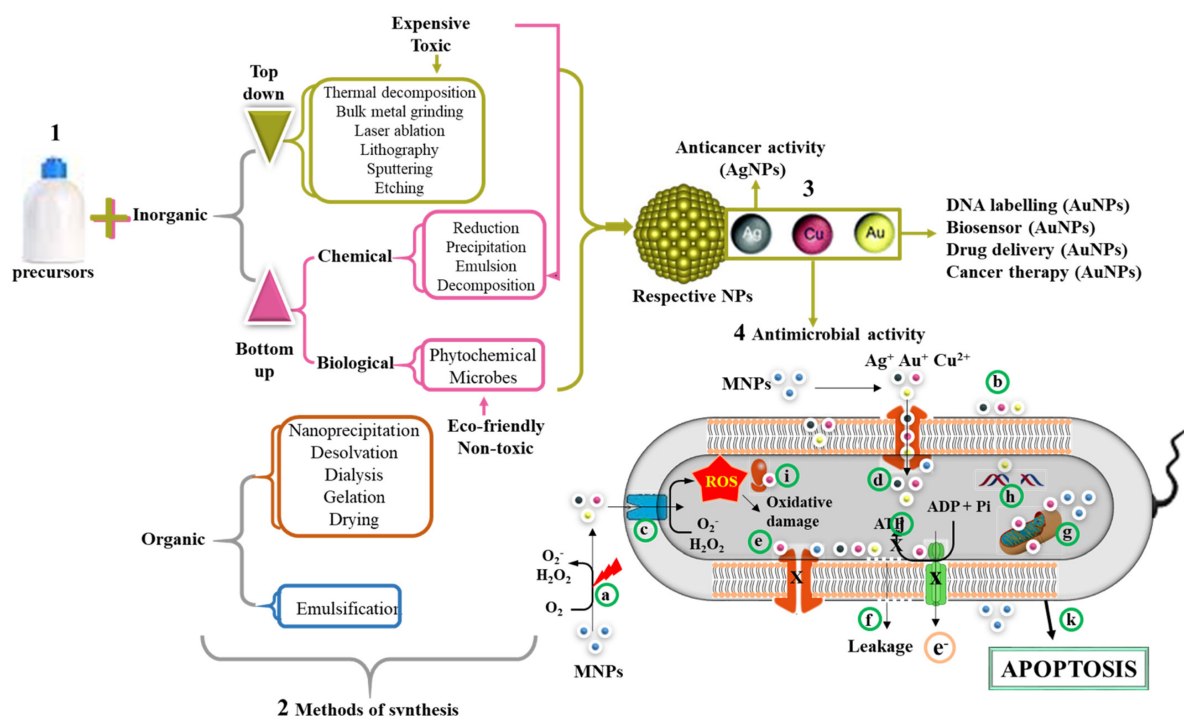 1
precursors
Inorganic
Top
down
Expensive
Toxic
Thermal decomposition
Bulk metal grinding
Laser ablation
Lithography
Sputtering
Etching
Bottom
up
Chemical
Reduction
Precipitation
Emulsion
Decomposition
Biological
Phytochemical
Microbes
Eco-friendly
Non-toxic
Organic
Nanoprecipitation
Desolvation
Dialysis
Gelation
Drying
Emulsification
2 Methods of synthesis
Respective NPs
Anticancer activity
(AgNPs)
3
Ag
Cu
Au
DNA labelling (AuNPs)
Biosensor (AuNPs)
Drug delivery (AuNPs)
Cancer therapy (AuNPs)
4 Antimicrobial activity
MNPs
Ag⁺ Au⁺ Cu²⁺
b
ROS
i
Oxidative
damage
d
h
g
c
O₂⁻
H₂O₂
e
ATP
ADP + Pi
X
X
X
O₂⁻
H₂O₂
O₂
a
MNPs
f
Leakage
e⁻
k
APOPTOSIS